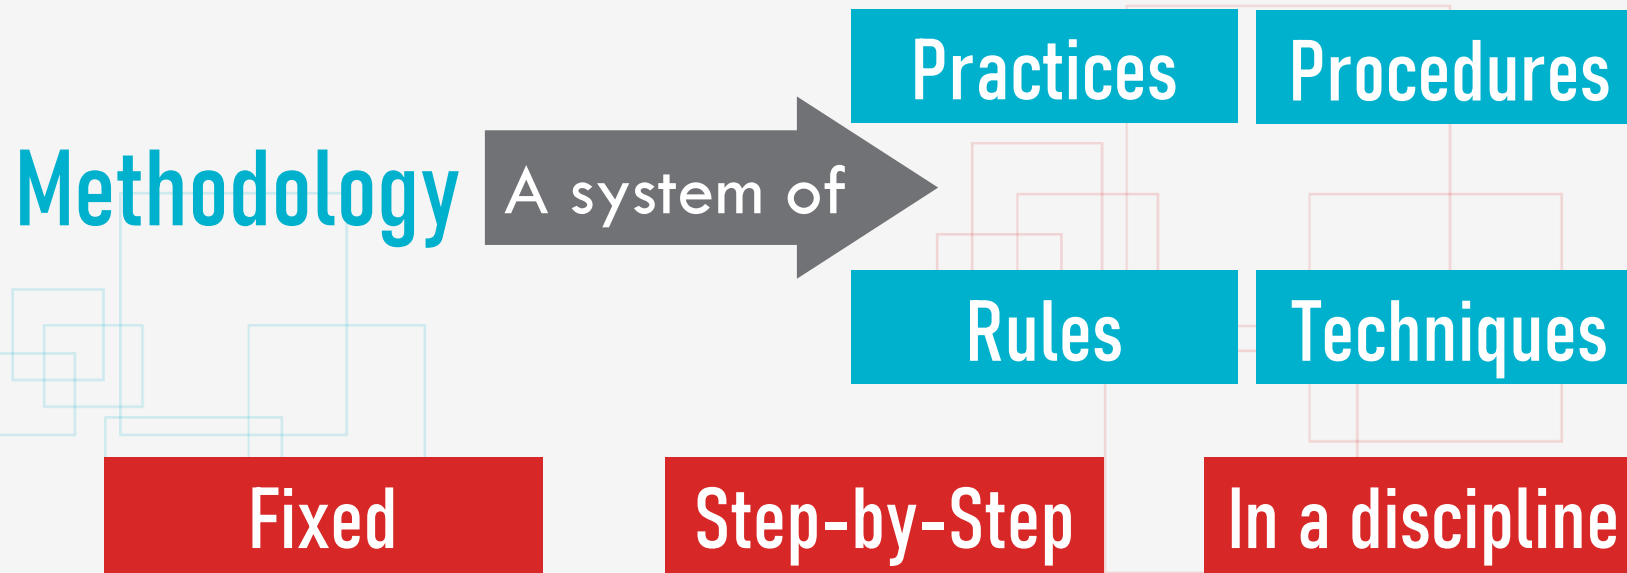 Methodology
A system of
Practices
Procedures
Rules
Techniques
Fixed
Step-by-Step
In a discipline